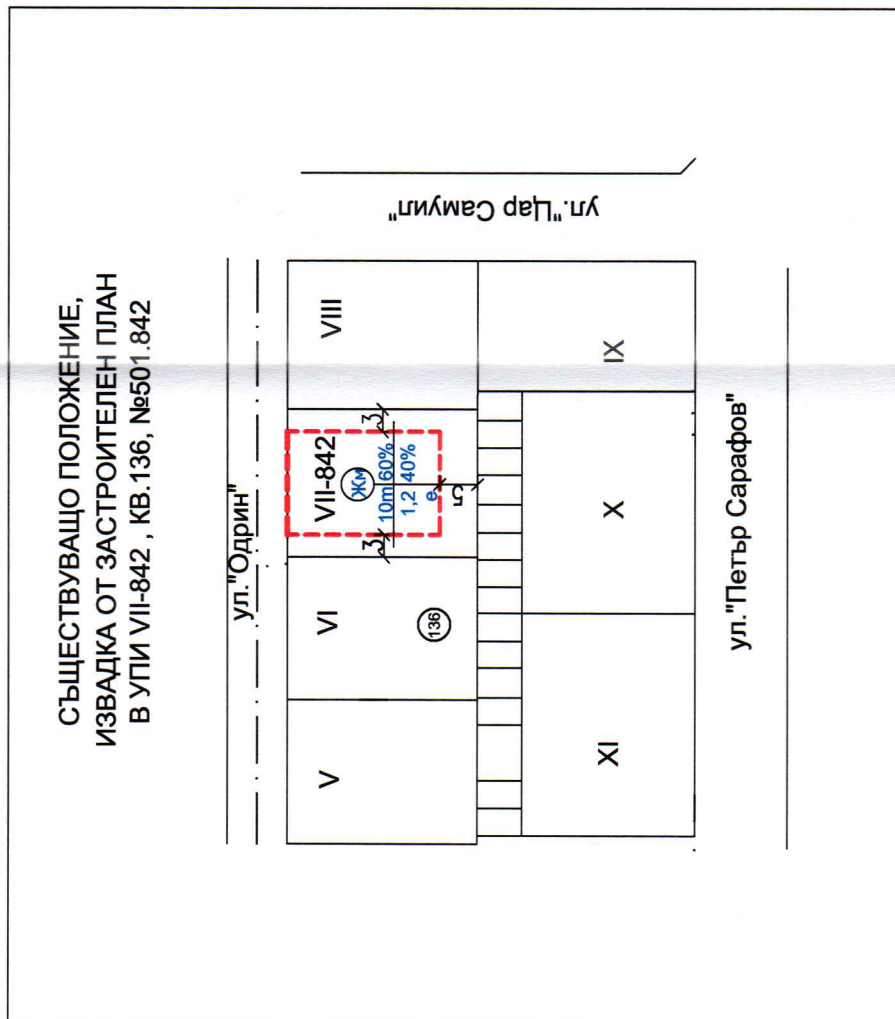 СЪЩЕСТВУВАЩО ПОЛОЖЕНИЕ,
ИЗВАДКА ОТ ЗАСТРОИТЕЛЕН ПЛАН
В УПИ VII-842 , КВ.136, №501.842
ул."Одрин"
V
VI
VII-842
VIII
Жм
10m 60%
1,2 40%
е
3
3
5
136
ул."Цар Самуил"
XI
X
IX
ул."Петър Сарафов"